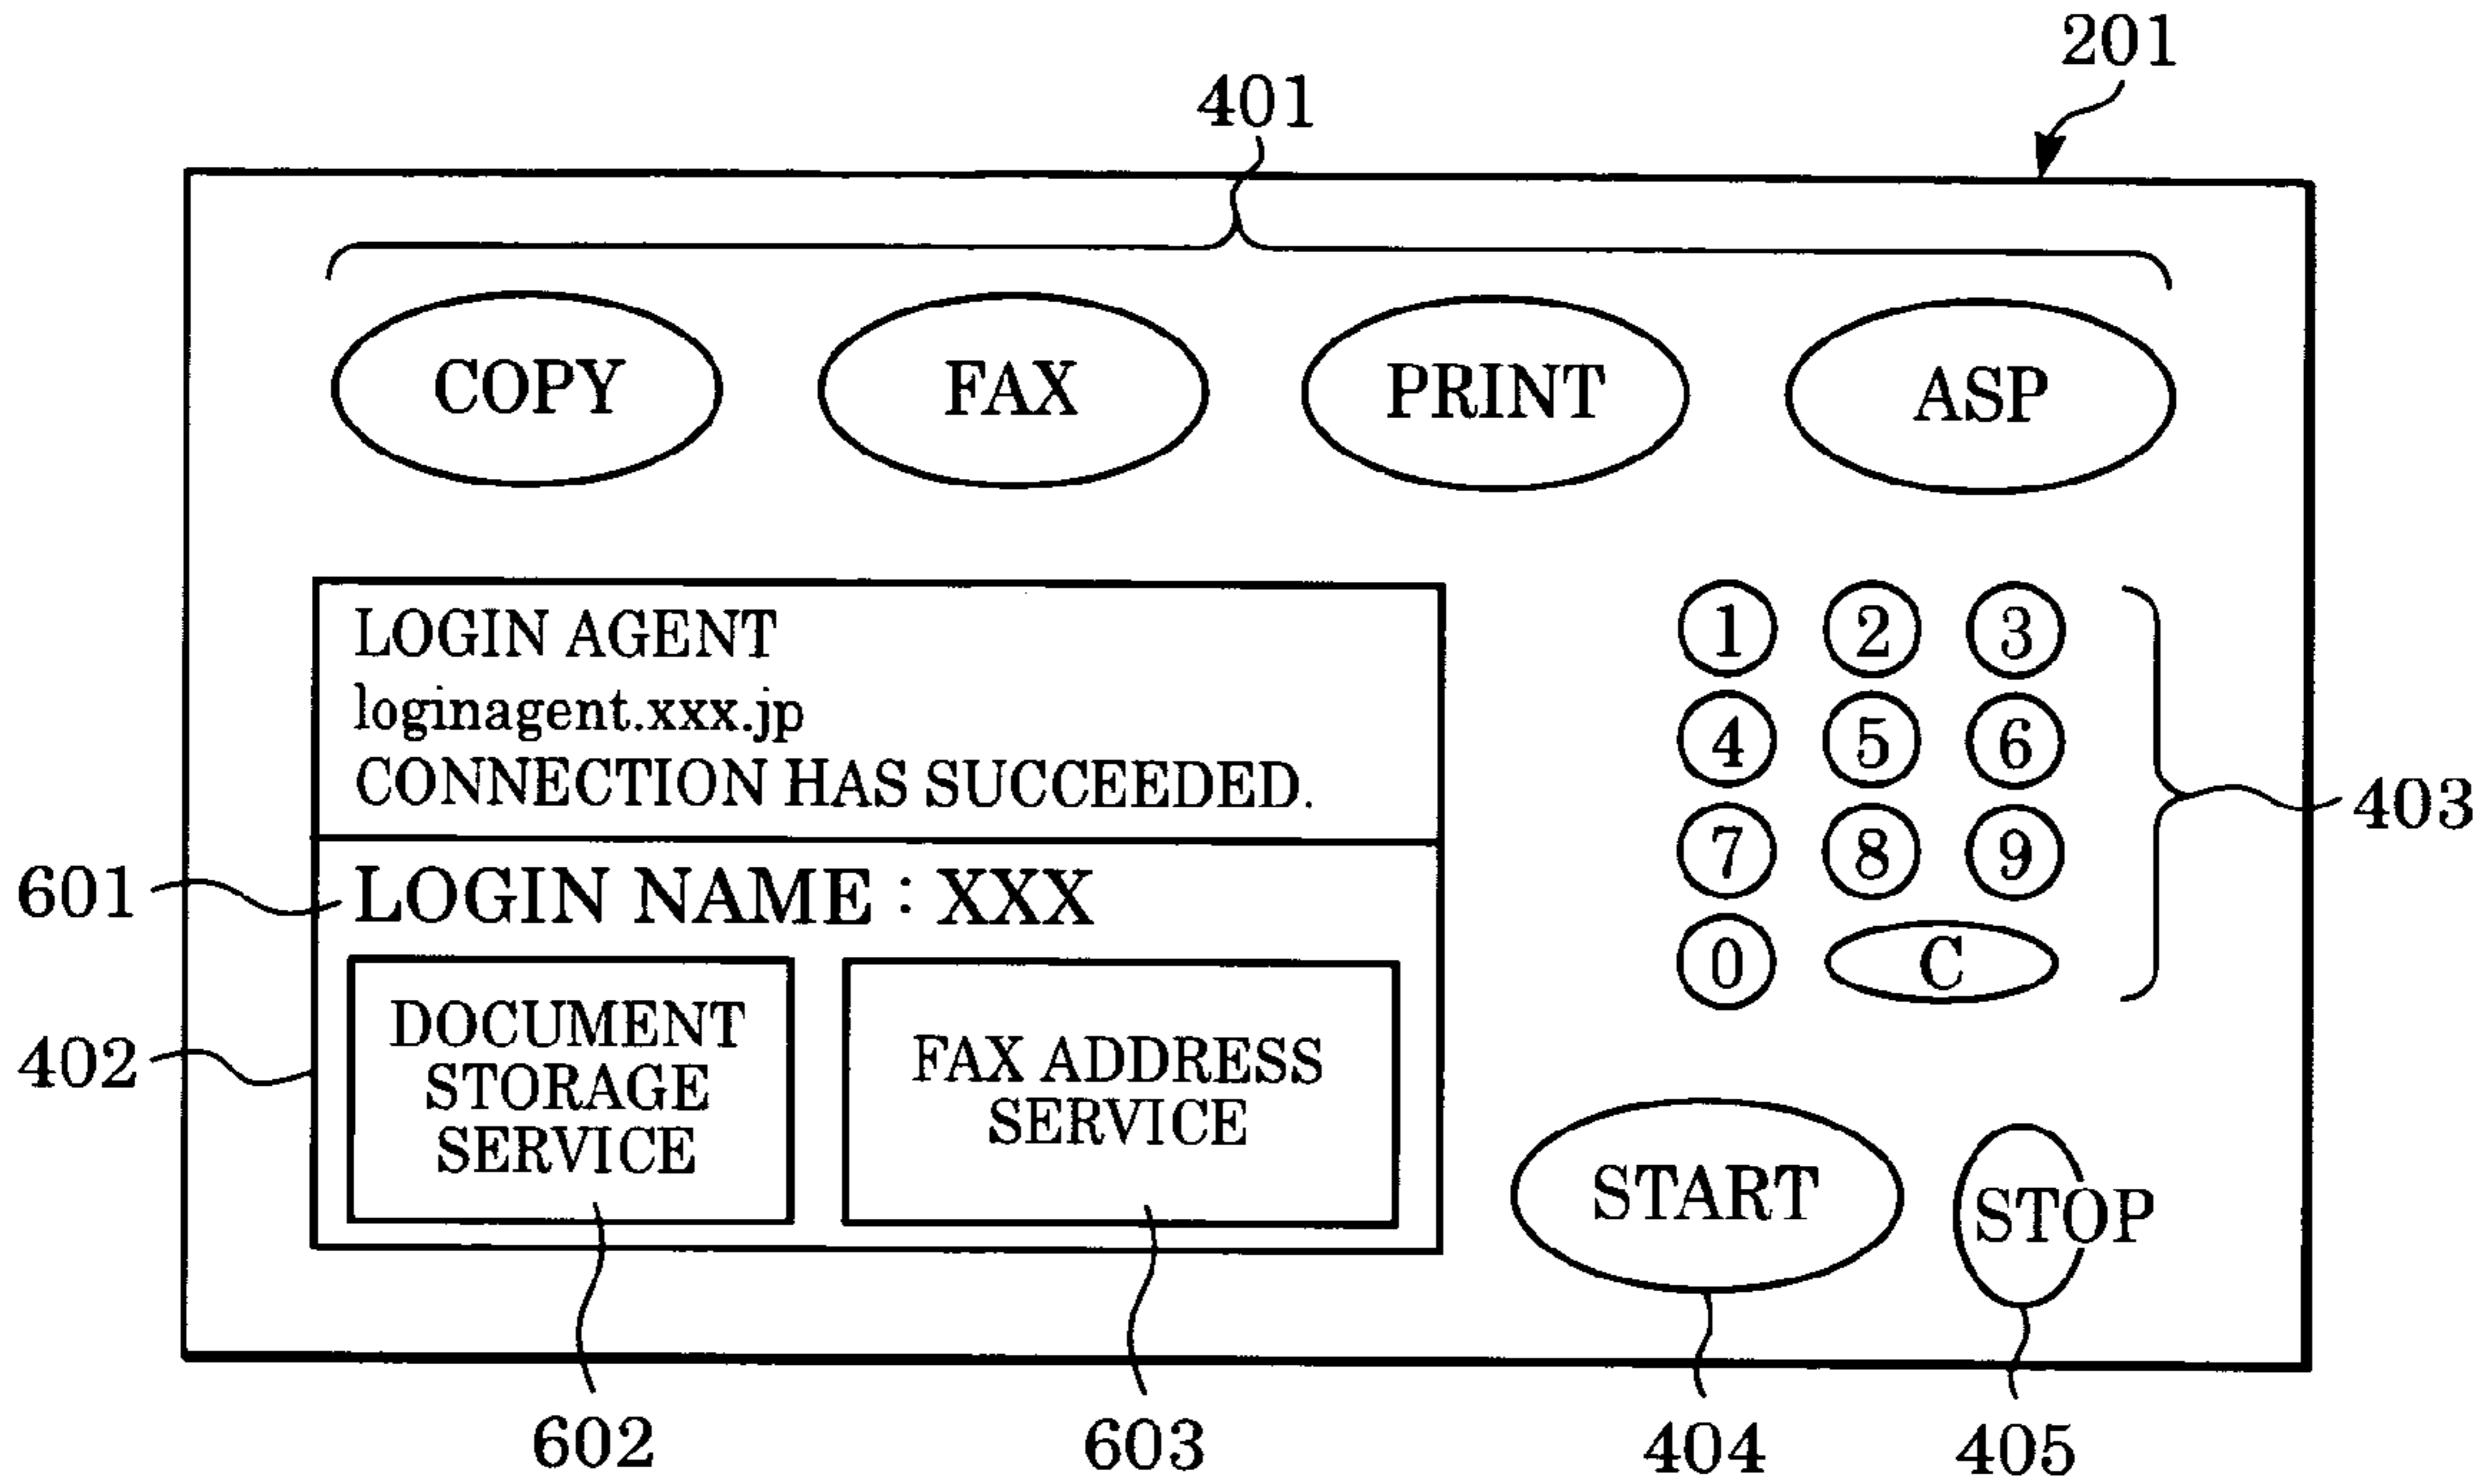 201
401
COPY FAX PRINT ASP
LOGIN AGENT
loginagent.xxx.jp
CONNECTION HAS SUCCEEDED.
1 2 3
4 5 6
7 8 9
0 C
403
601
LOGIN NAME : XXX
402
DOCUMENT
STORAGE
SERVICE
FAX ADDRESS
SERVICE
START
STOP
602
603
404
405